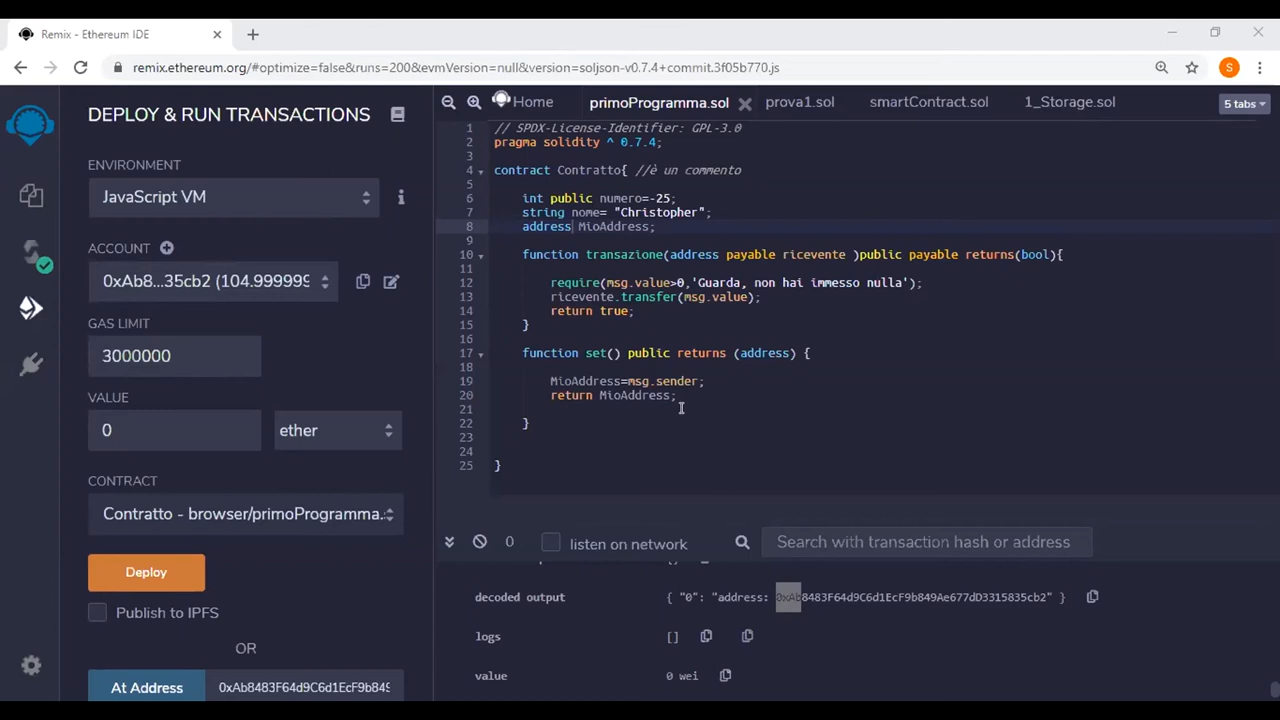 Remix - Ethereum IDE
remix.ethereum.org/#optimize=false&runs=200&evmVersion=null&version=soljson-v0.7.4+commit.3f05b770.js
S
DEPLOY & RUN TRANSACTIONS
ENVIRONMENT
JavaScript VM
i
ACCOUNT
0xAb8...35cb2 (104.999999
GAS LIMIT
3000000
VALUE
0
ether
CONTRACT
Contratto - browser/primoProgramma.
Deploy
Publish to IPFS
OR
At Address
0xAb8483F64d9C6d1EcF9b849
Home
primoProgramma.sol
prova1.sol
smartContract.sol
1_Storage.sol
5 tabs
1 // SPDX-License-Identifier: GPL-3.0
2 pragma solidity ^ 0.7.4;
3
4 contract Contratto{ //è un commento
5
6 int public numero=-25;
7 string nome= "Christopher";
8 address MioAddress;
9
10 function transazione(address payable ricevente )public payable returns(bool){
11
12 require(msg.value>0,'Guarda, non hai immesso nulla');
13 ricevente.transfer(msg.value);
14 return true;
15 }
16
17 function set() public returns (address) {
18
19 MioAddress=msg.sender;
20 return MioAddress;
21
22 }
23
24
25 }
0
listen on network
Search with transaction hash or address
decoded output { "0": "address: 0xAb8483F64d9C6d1EcF9b849Ae677dD3315835cb2" }
logs []
value 0 wei